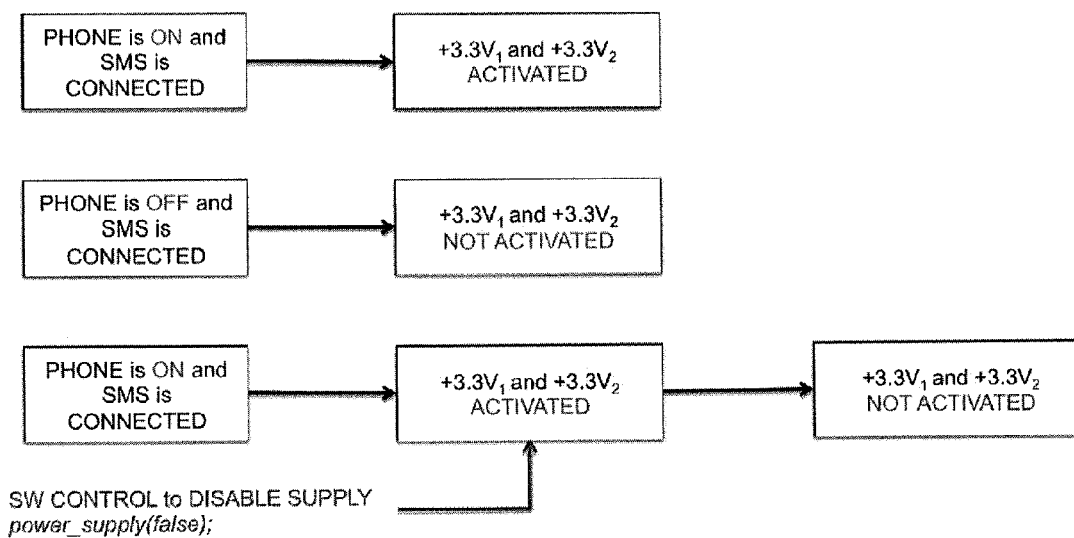 PHONE is ON and
SMS is
CONNECTED
+3.3V₁ and +3.3V₂
ACTIVATED
PHONE is OFF and
SMS is
CONNECTED
+3.3V₁ and +3.3V₂
NOT ACTIVATED
PHONE is ON and
SMS is
CONNECTED
+3.3V₁ and +3.3V₂
ACTIVATED
+3.3V₁ and +3.3V₂
NOT ACTIVATED
SW CONTROL to DISABLE SUPPLY
power_supply(false);